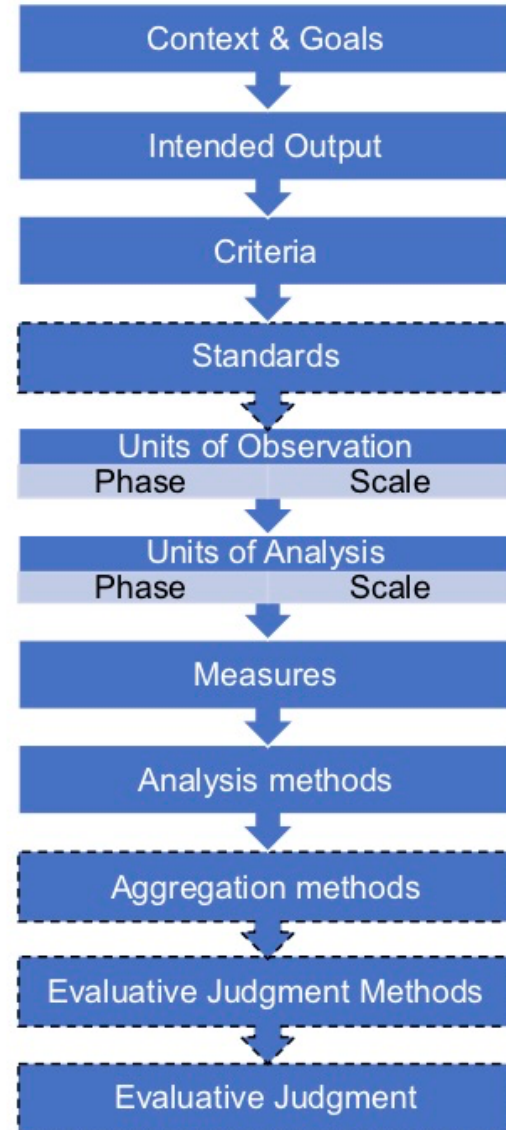 Context & Goals
Intended Output
Criteria
Standards
Units of Observation
Phase Scale
Units of Analysis
Phase Scale
Measures
Analysis methods
Aggregation methods
Evaluative Judgment Methods
Evaluative Judgment